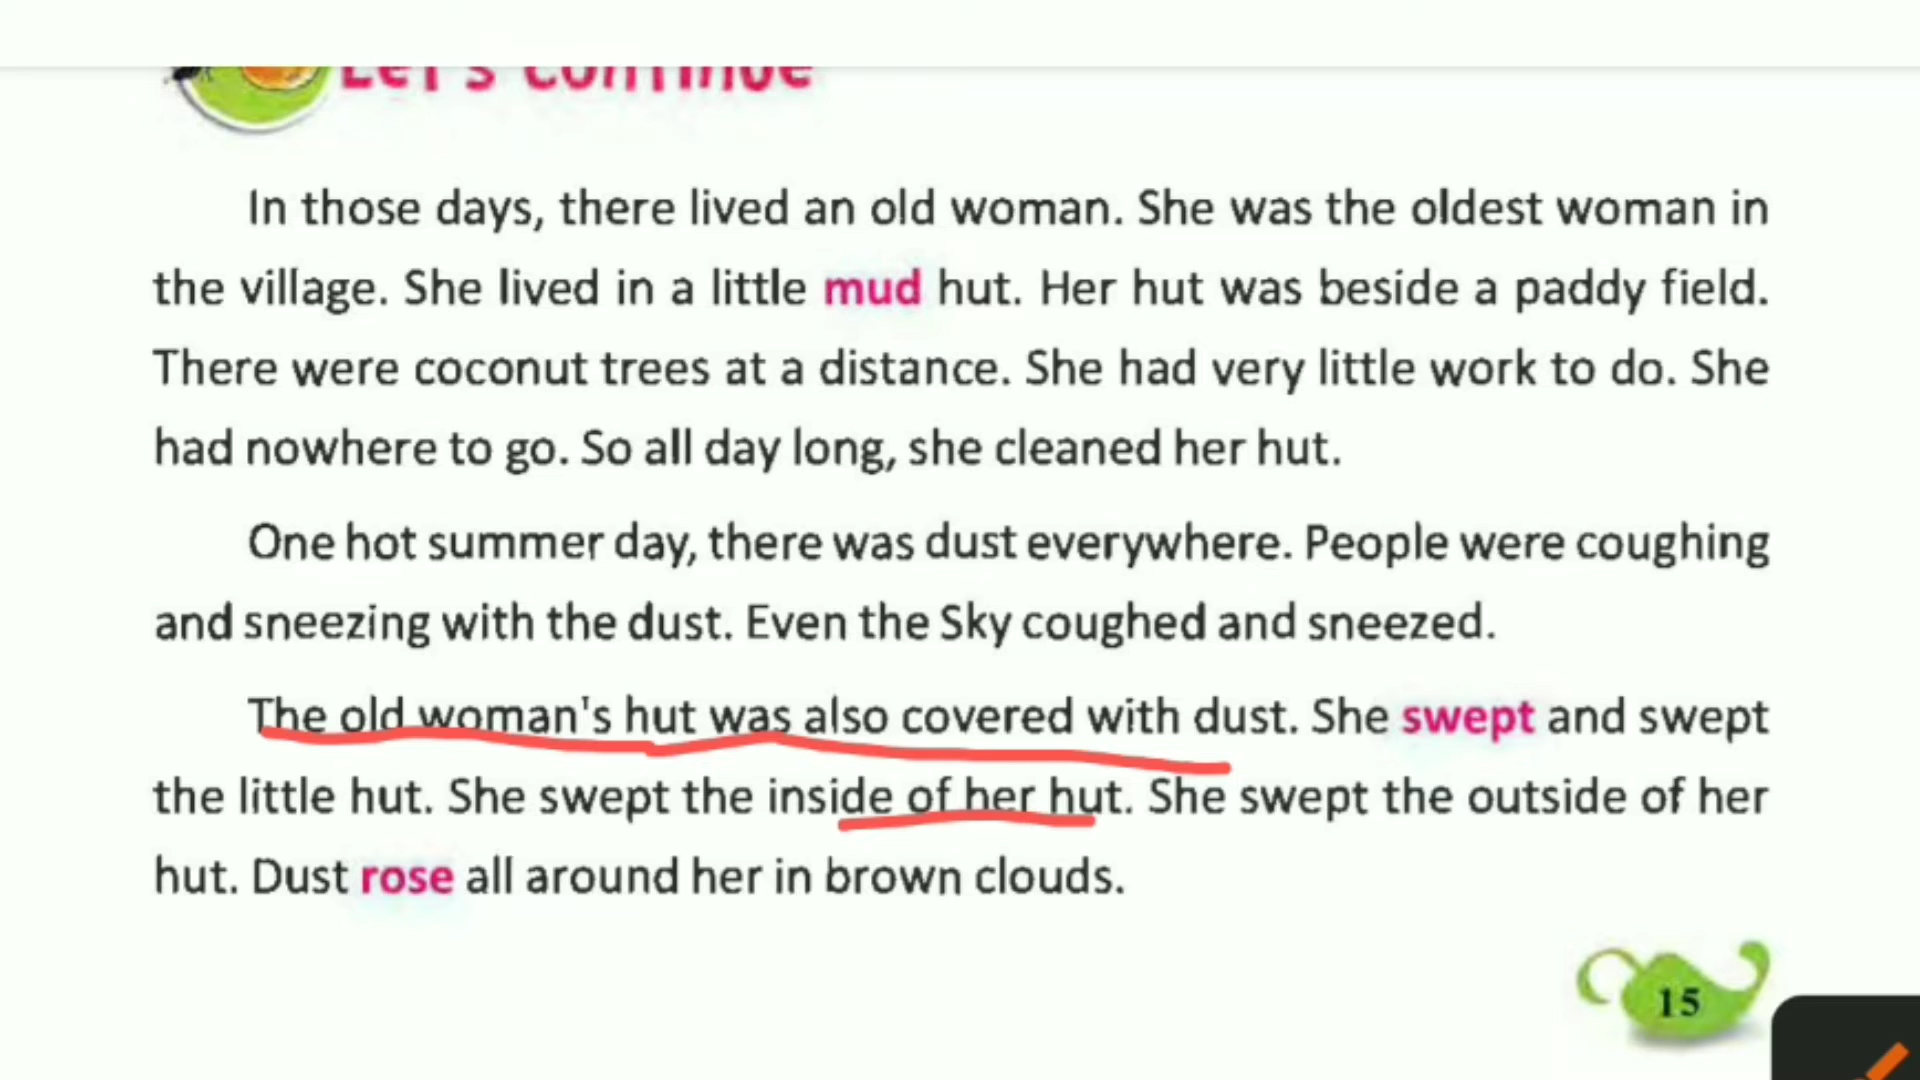 Let's continue
In those days, there lived an old woman. She was the oldest woman in
the village. She lived in a little mud hut. Her hut was beside a paddy field.
There were coconut trees at a distance. She had very little work to do. She
had nowhere to go. So all day long, she cleaned her hut.
One hot summer day, there was dust everywhere. People were coughing
and sneezing with the dust. Even the Sky coughed and sneezed.
The old woman's hut was also covered with dust. She swept and swept
the little hut. She swept the inside of her hut. She swept the outside of her
hut. Dust rose all around her in brown clouds.
15